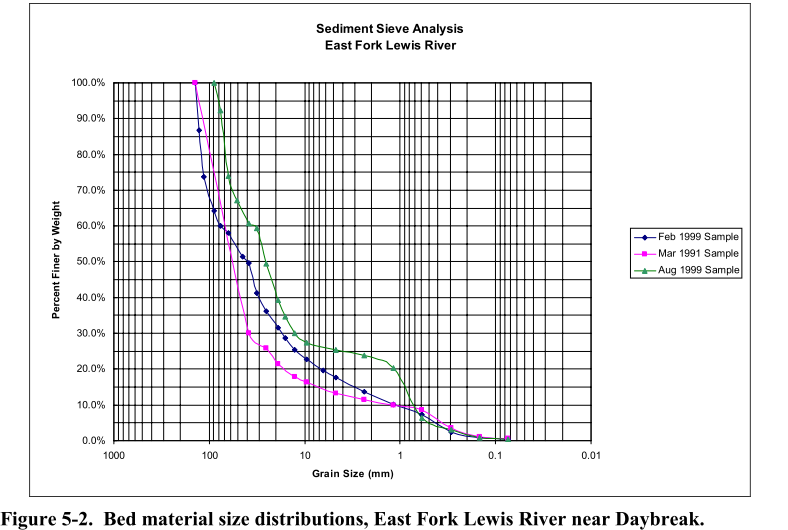 Sediment Sieve Analysis
East Fork Lewis River
100.0%
90.0%
80.0%
70.0%
60.0%
50.0%
40.0%
30.0%
20.0%
10.0%
0.0%
Percent Finer by Weight
1000
100
10
1
0.1
0.01
Grain Size (mm)
Feb 1999 Sample
Mar 1991 Sample
Aug 1999 Sample
Figure 5-2. Bed material size distributions, East Fork Lewis River near Daybreak.